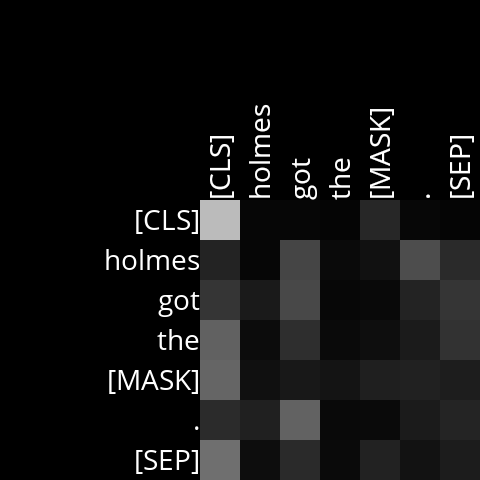 [CLS] holmes got the [MASK] . [SEP]
[CLS]
holmes
got
the
[MASK]
.
[SEP]